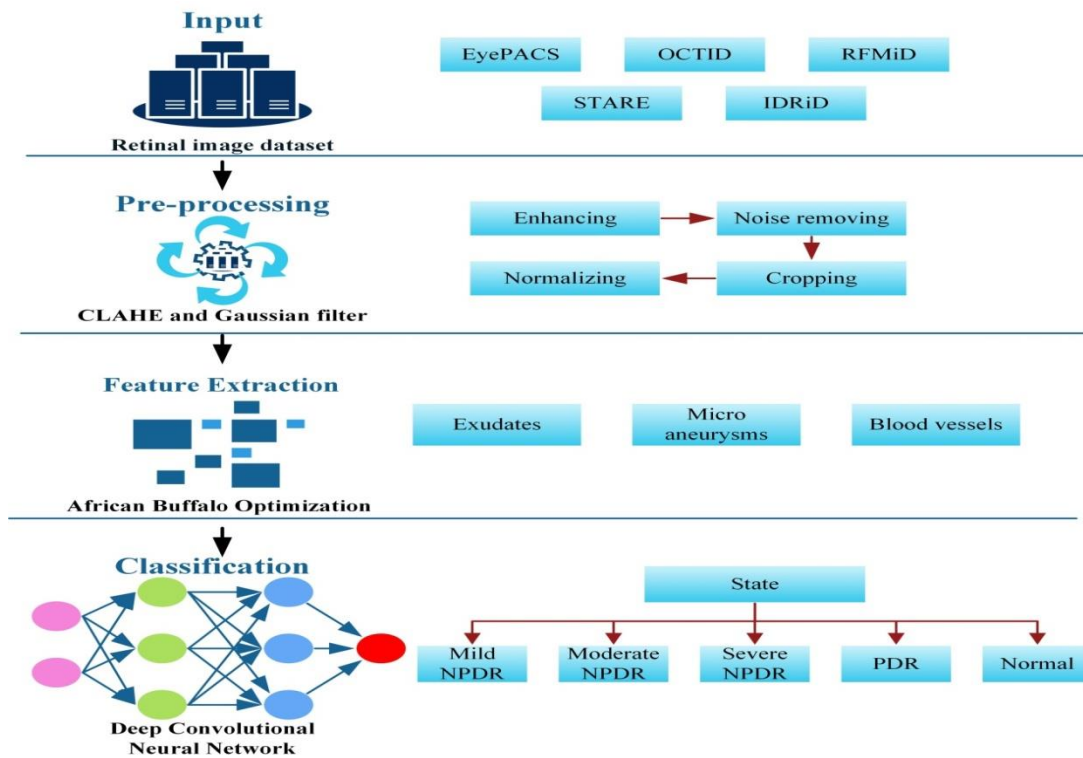 Input
EyePACS
OCTID
RFMiD
STARE
IDRiD
Retinal image dataset
Pre-processing
Enhancing
Noise removing
Normalizing
Cropping
CLAHE and Gaussian filter
Feature Extraction
Exudates
Micro
aneurysms
Blood vessels
African Buffalo Optimization
Classification
State
Mild
NPDR
Moderate
NPDR
Severe
NPDR
PDR
Normal
Deep Convolutional
Neural Network